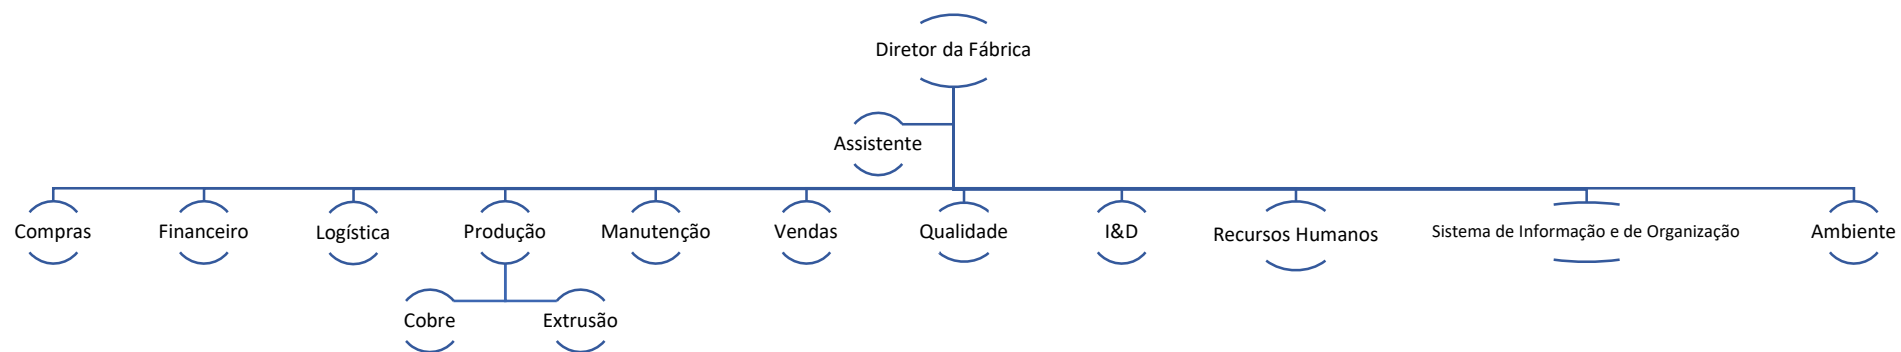 Diretor da Fábrica
Assistente
Compras
Financeiro
Logística
Produção
Manutenção
Vendas
Qualidade
I&D
Recursos Humanos
Sistema de Informação e de Organização
Ambiente
Cobre
Extrusão